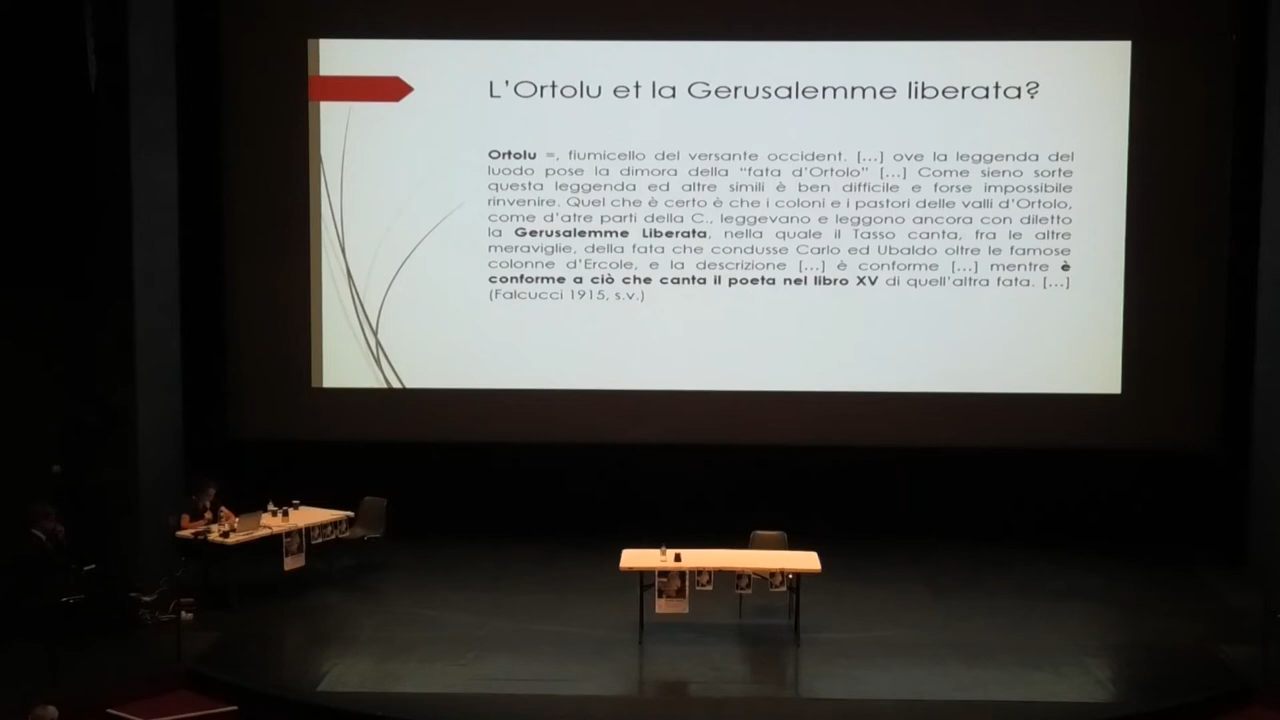 L'Ortolu et la Gerusalemme liberata?
Ortolu =, fiumicello del versante occident. [...] ove la leggenda del
luodo pose la dimora della "fata d'Ortolo" [...] Come sieno sorte
questa leggenda ed altre simili è ben difficile e forse impossibile
rinvenire. Quel che è certo è che i coloni e i pastori delle valli d'Ortolo,
come d'atre parti della C., leggevano e leggono ancora con diletto
la Gerusalemme Liberata, nella quale il Tasso canta, fra le altre
meraviglie, della fata che condusse Carlo ed Ubaldo oltre le famose
colonne d'Ercole, e la descrizione [...] è conforme [...] mentre è
conforme a ciò che canta il poeta nel libro XV di quell'altra fata. [...]
(Falcucci 1915, s.v.)